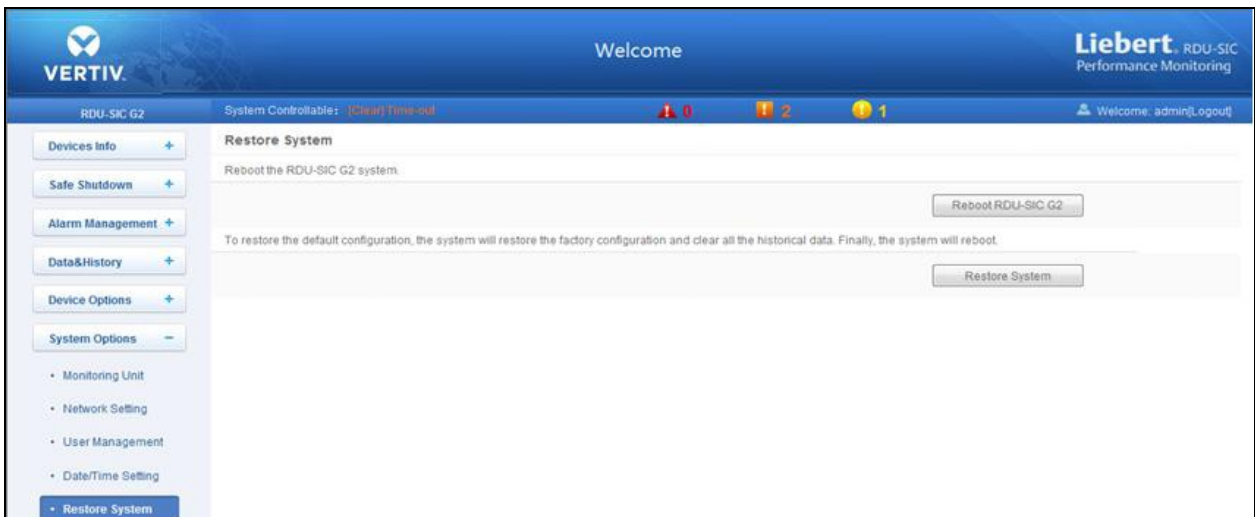 VERTIV.
Welcome
Liebert. RDU-SIC
Performance Monitoring
RDU-SIC G2
System Controllable: [Clear] Time-out
0
2
1
Welcome: admin[Logout]
Devices Info +
Safe Shutdown +
Alarm Management +
Data&History +
Device Options +
System Options −
• Monitoring Unit
• Network Setting
• User Management
• Date/Time Setting
• Restore System
Restore System
Reboot the RDU-SIC G2 system.
Reboot RDU-SIC G2
To restore the default configuration, the system will restore the factory configuration and clear all the historical data. Finally, the system will reboot.
Restore System